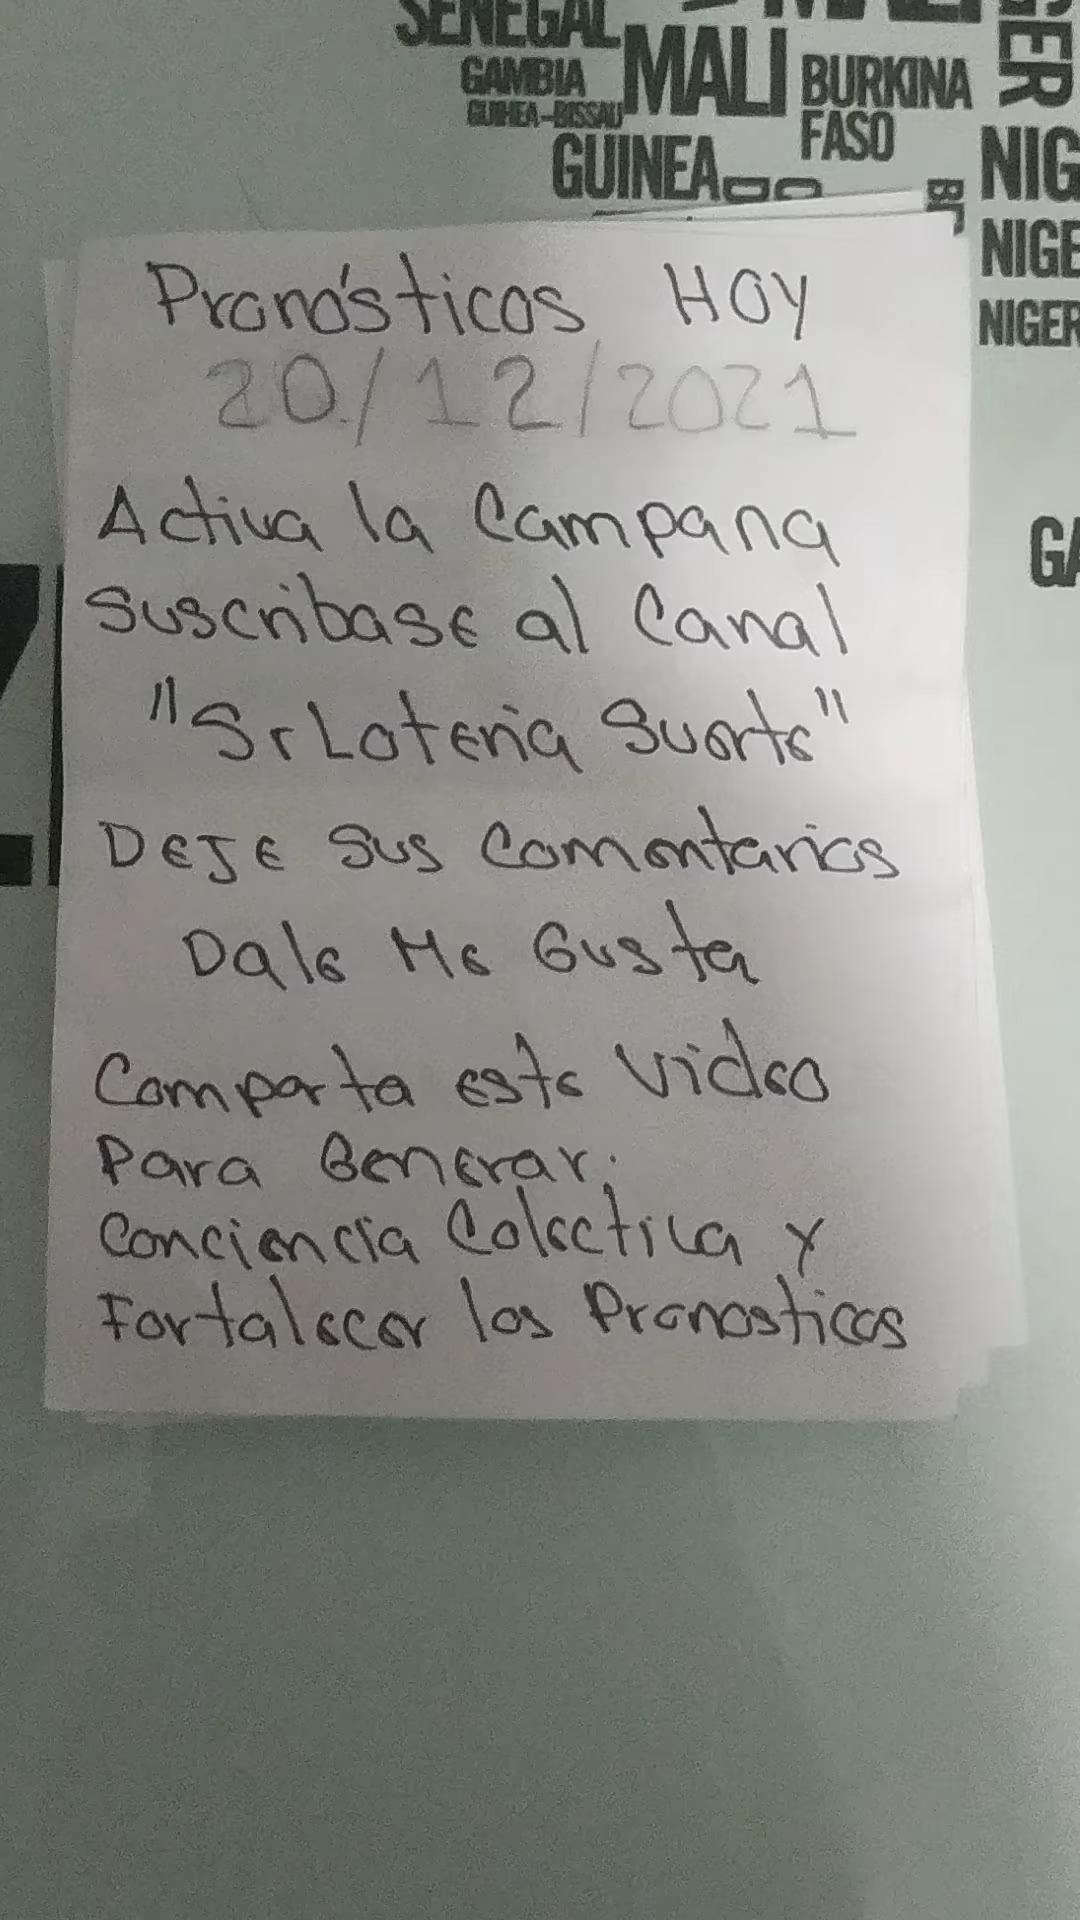 SENEGAL
GAMBIA
MALI
BURKINA
FASO
GUINEA-BISSAU
GUINEA
NIG
NIGE
NIGER
GA
Pronósticos HOY
20/12/2021
Activa la Campana
Suscribase al Canal
"Sr Loteria Suerte"
DEJE Sus Comentarios
Dale Me Gusta
Comparta este video
Para Generar:
Conciencia Colectiva y
Fortalecer los Pronosticos